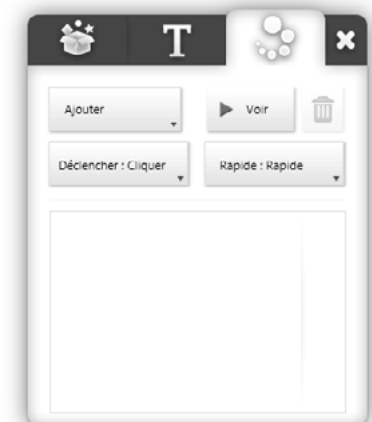 T
Ajouter
Voir
Déclencher : Cliquer
Rapide : Rapide